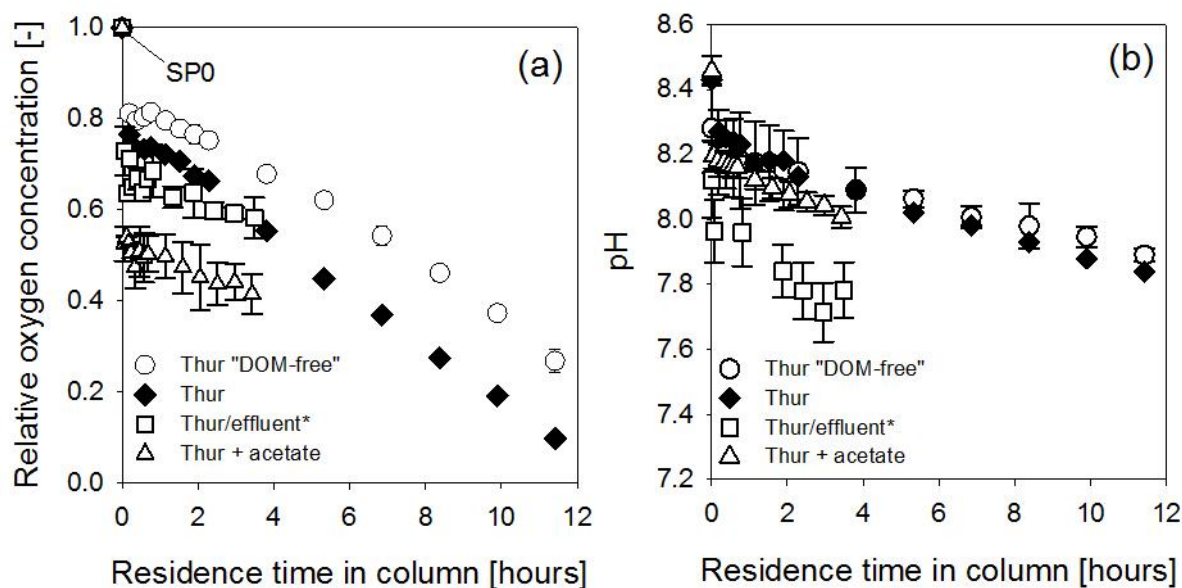 Relative oxygen concentration [-]
1.0
0.8
0.6
0.4
0.2
0.0
SP0
(a)
Thur "DOM-free"
Thur
Thur/effluent*
Thur + acetate
0 2 4 6 8 10 12
Residence time in column [hours]
pH
8.6
8.4
8.2
8.0
7.8
7.6
7.4
7.2
(b)
Thur "DOM-free"
Thur
Thur/effluent*
Thur + acetate
0 2 4 6 8 10 12
Residence time in column [hours]